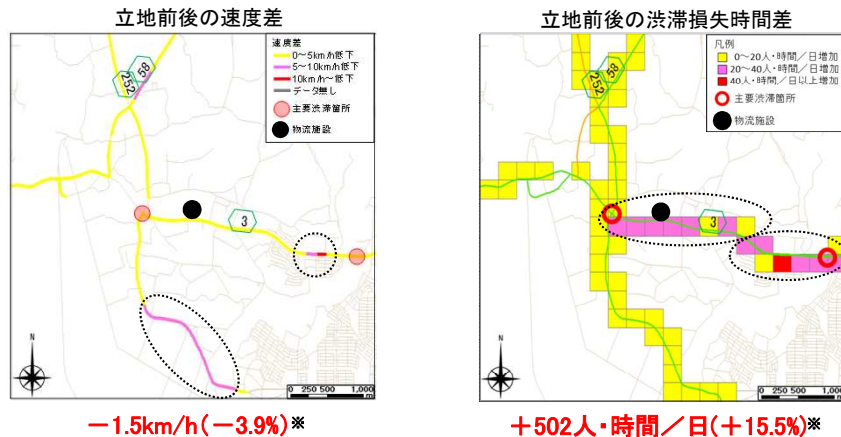 立地前後の速度差
速度差
0～5km/h低下
5～10km/h低下
10km/h～低下
データ無し
主要渋滞箇所
物流施設
252
58
3
N
0 250 500 1,000
m
－1.5km/h(－3.9%)※
立地前後の渋滞損失時間差
凡例
0～20人・時間／日増加
20～40人・時間／日増加
40人・時間／日以上増加
主要渋滞箇所
物流施設
252
58
3
N
0 250 500 1,000
m
＋502人・時間／日(＋15.5%)※